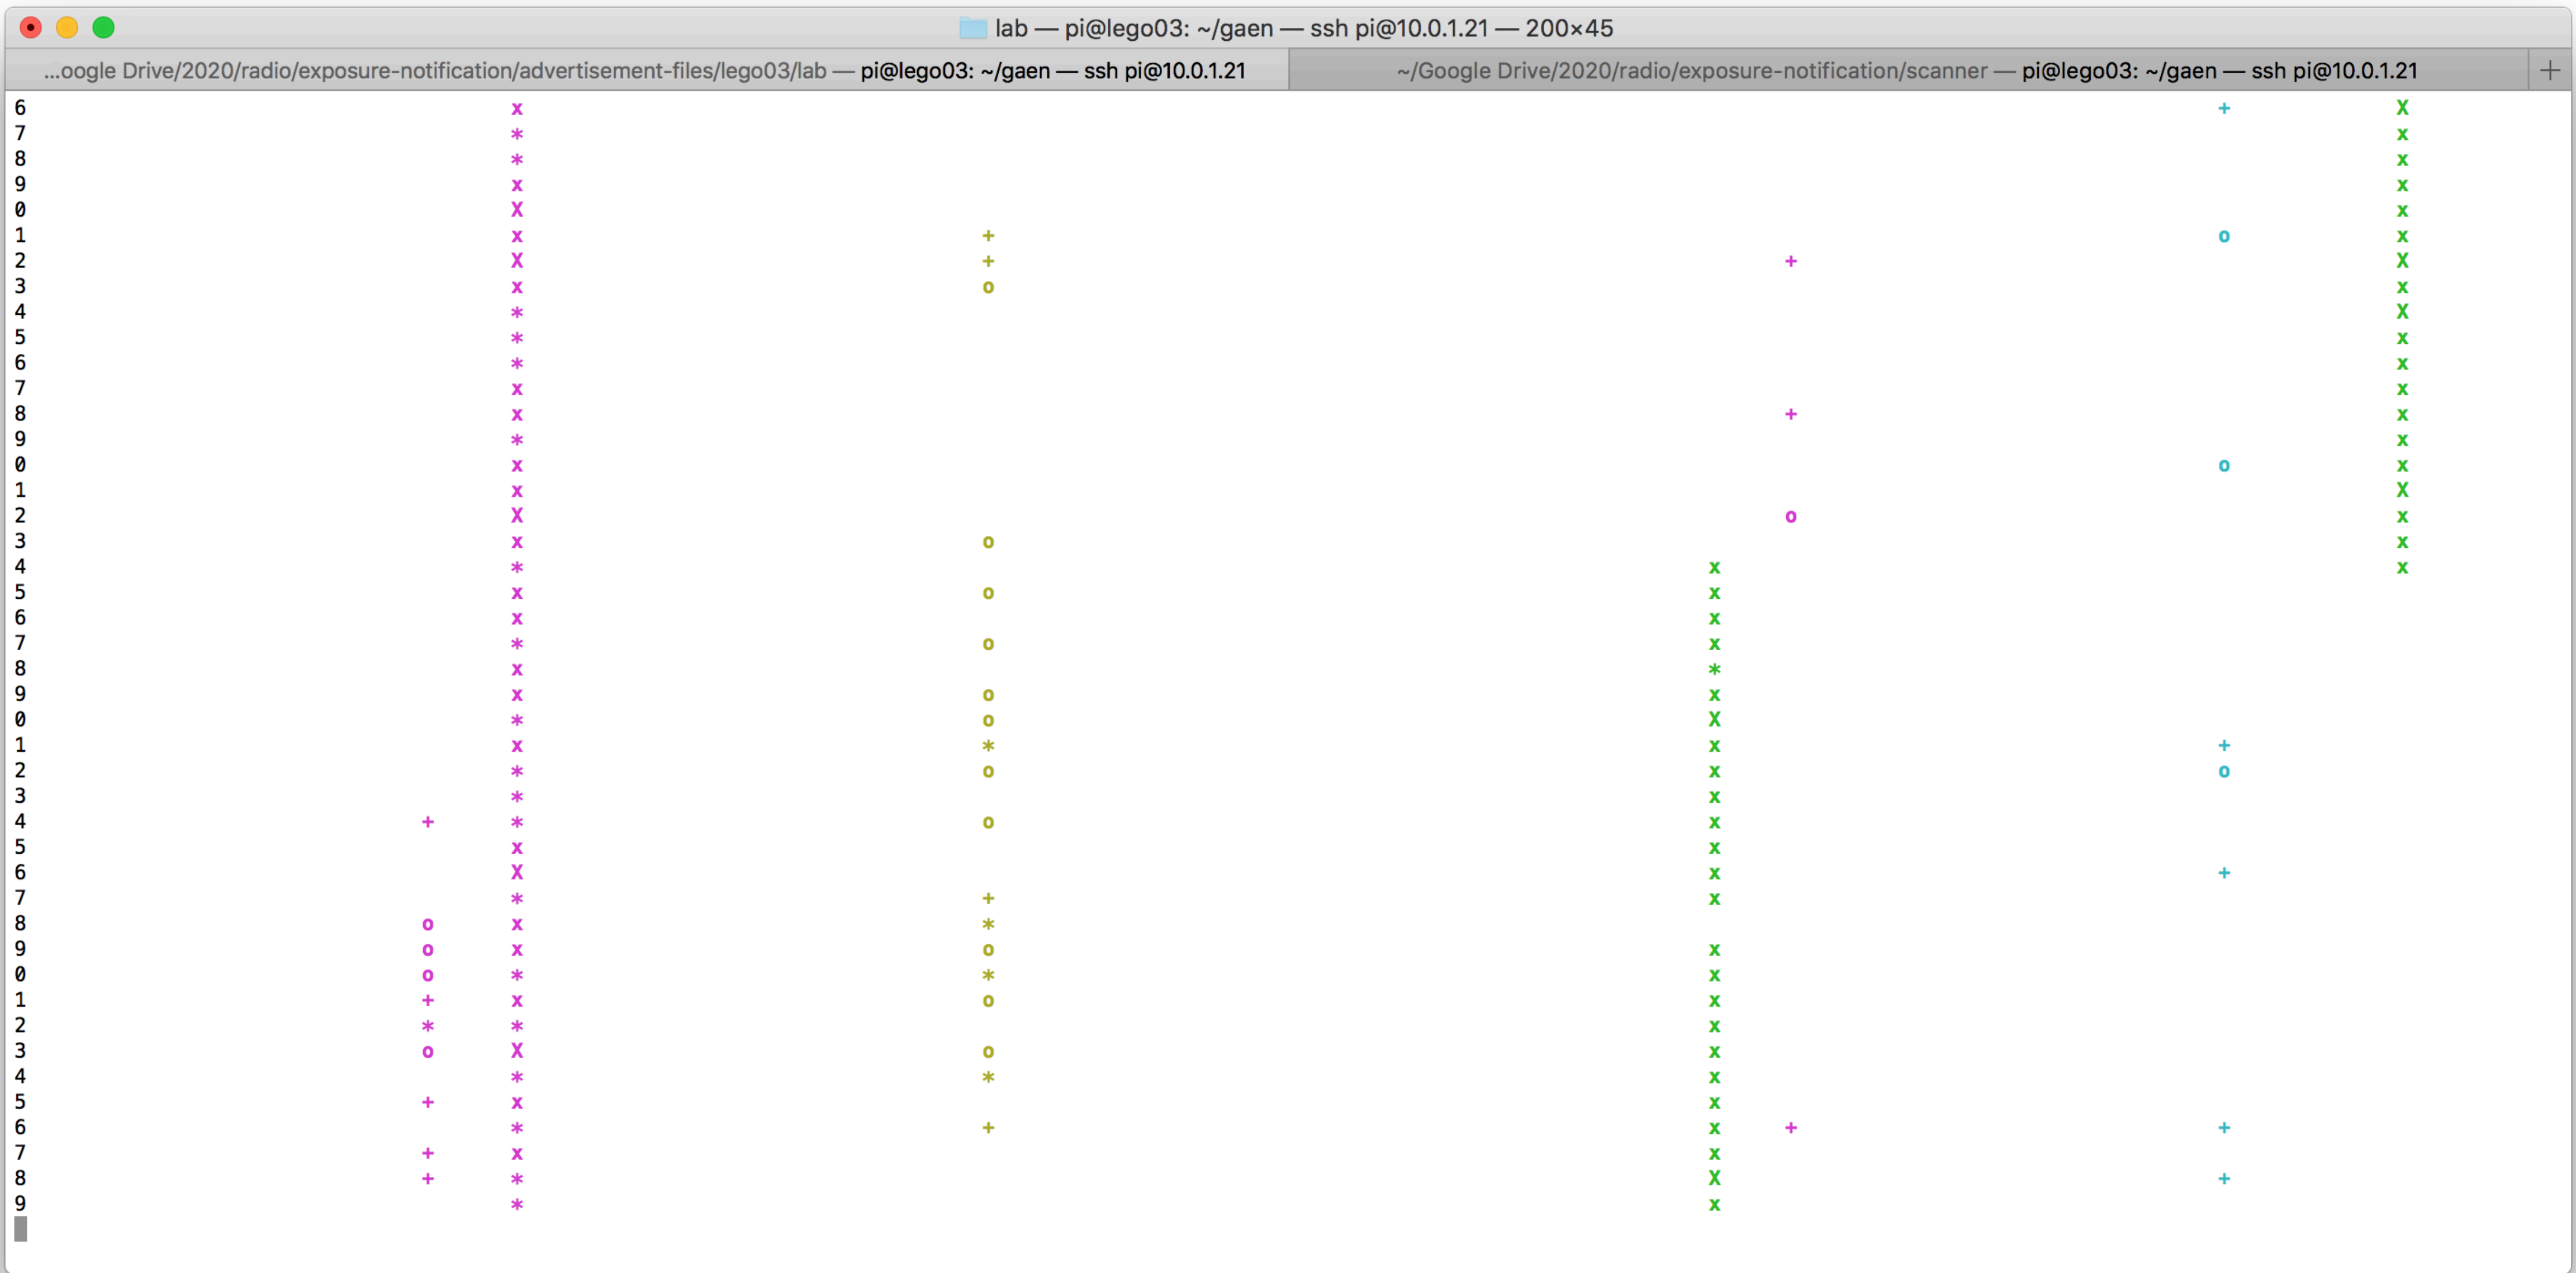 lab — pi@lego03: ~/gaen — ssh pi@10.0.1.21 — 200×45
...oogle Drive/2020/radio/exposure-notification/advertisement-files/lego03/lab — pi@lego03: ~/gaen — ssh pi@10.0.1.21 ~/Google Drive/2020/radio/exposure-notification/scanner — pi@lego03: ~/gaen — ssh pi@10.0.1.21 +
6 x + X
7 * x
8 * x
9 x x
0 X x
1 x + o x
2 X + + X
3 x o x
4 * X
5 * x
6 * x
7 x x
8 x + x
9 * x
0 x o x
1 x X
2 X o x
3 x o x
4 * x x
5 x o x
6 x x
7 * o x
8 x *
9 x o x
0 * o X
1 x * x +
2 * o x o
3 * x
4 + * o x
5 x x
6 X x +
7 * + x
8 o x *
9 o x o x
0 o * * x
1 + x o x
2 * * x
3 o X o x
4 * * x
5 + x x
6 * + x + +
7 + x x
8 + * X +
9 * x